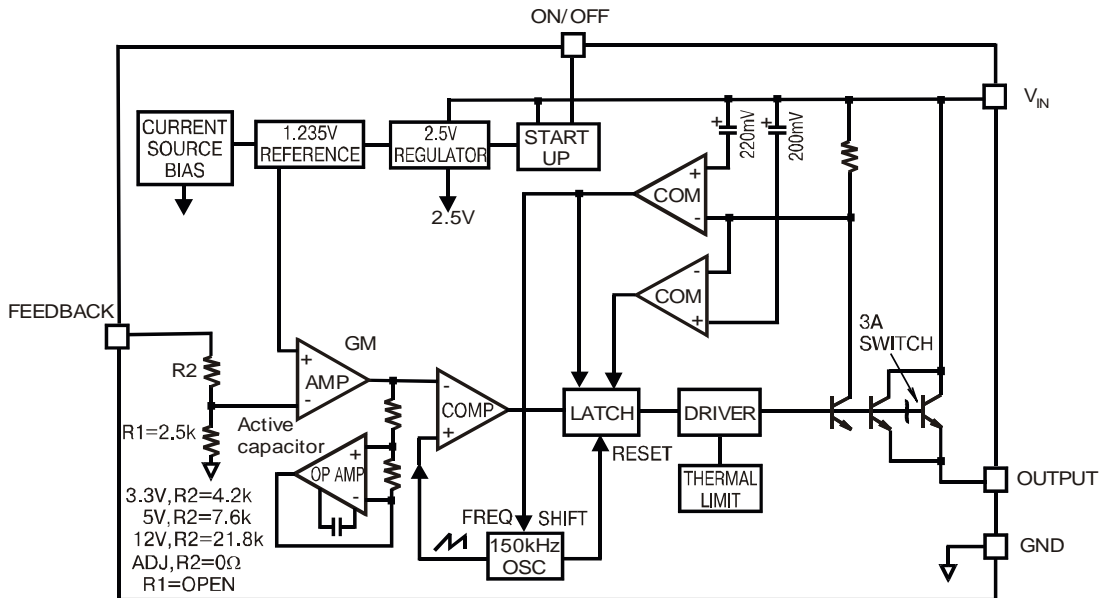 ON/OFF
VIN
CURRENT
SOURCE
BIAS
1.235V
REFERENCE
2.5V
REGULATOR
START
UP
+
220mV
+
200mV
2.5V
+
COM
-
-
COM
+
FEEDBACK
R2
R1=2.5k
GM
+
AMP
-
Active
capacitor
+
OP AMP
-
-
COMP
+
LATCH
RESET
DRIVER
THERMAL
LIMIT
3A
SWITCH
FREQ SHIFT
150kHz
OSC
OUTPUT
GND
3.3V,R2=4.2k
5V,R2=7.6k
12V,R2=21.8k
ADJ,R2=0Ω
R1=OPEN